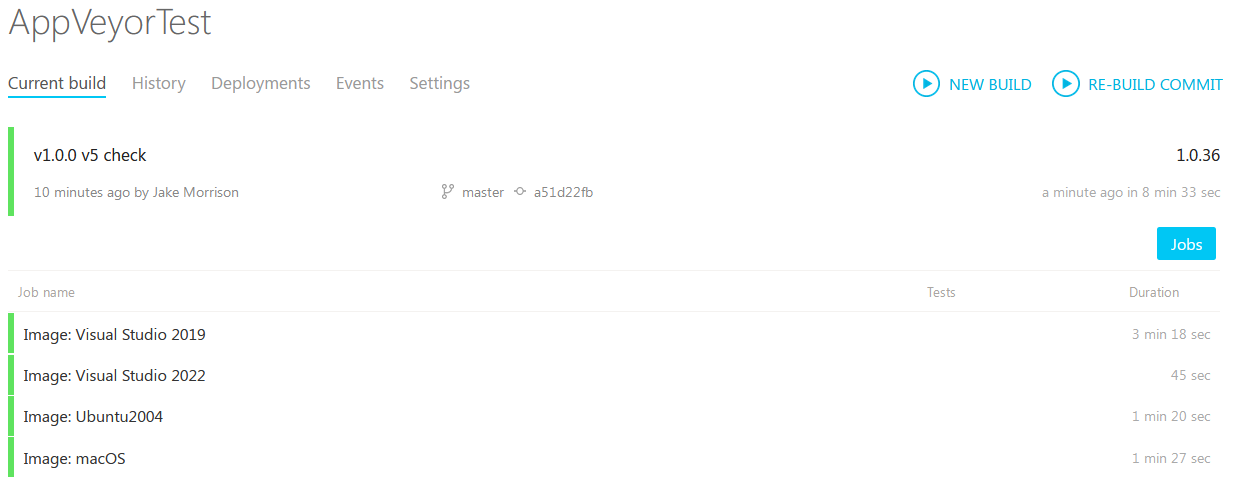 AppVeyorTest
Current build History Deployments Events Settings NEW BUILD RE-BUILD COMMIT
v1.0.0 v5 check 1.0.36
10 minutes ago by Jake Morrison master a51d22fb a minute ago in 8 min 33 sec
Jobs
Job name Tests Duration
Image: Visual Studio 2019 3 min 18 sec
Image: Visual Studio 2022 45 sec
Image: Ubuntu2004 1 min 20 sec
Image: macOS 1 min 27 sec